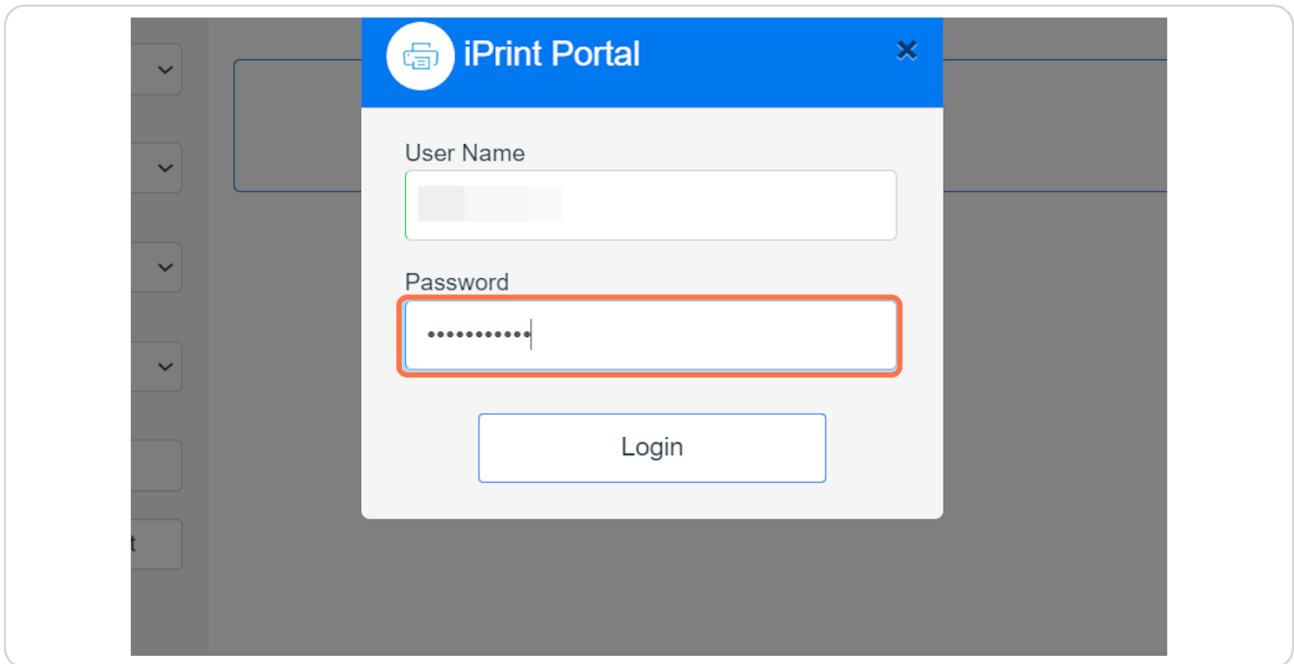 iPrint Portal
User Name
Password
•••••••••••
Login
t